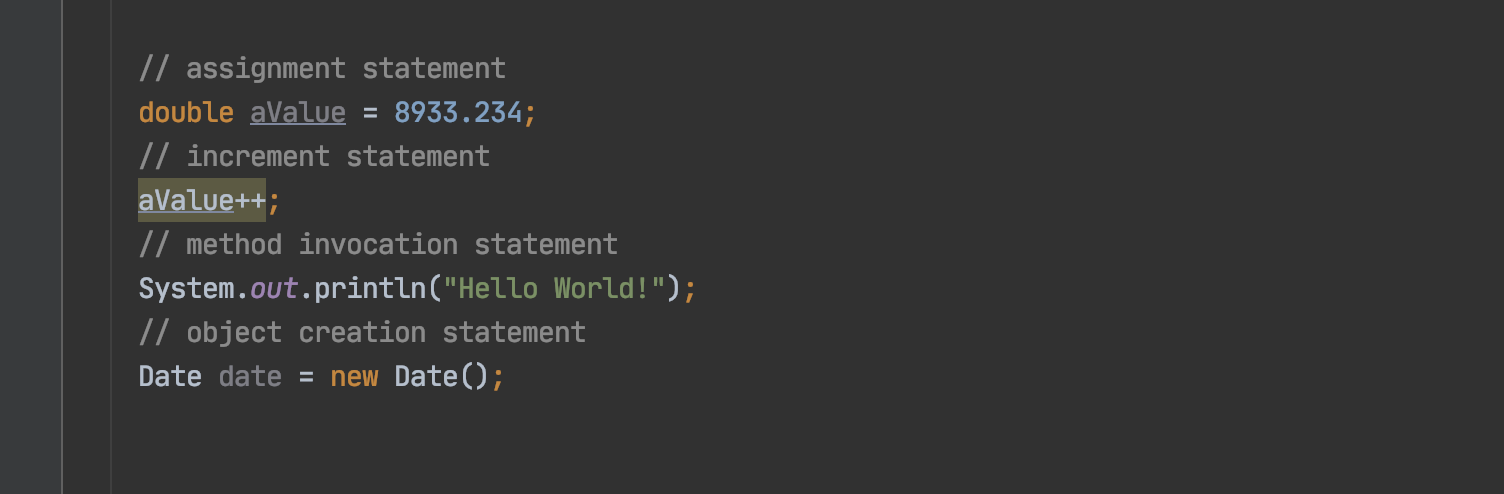 // assignment statement
double aValue = 8933.234;
// increment statement
aValue++;
// method invocation statement
System.out.println("Hello World!");
// object creation statement
Date date = new Date();